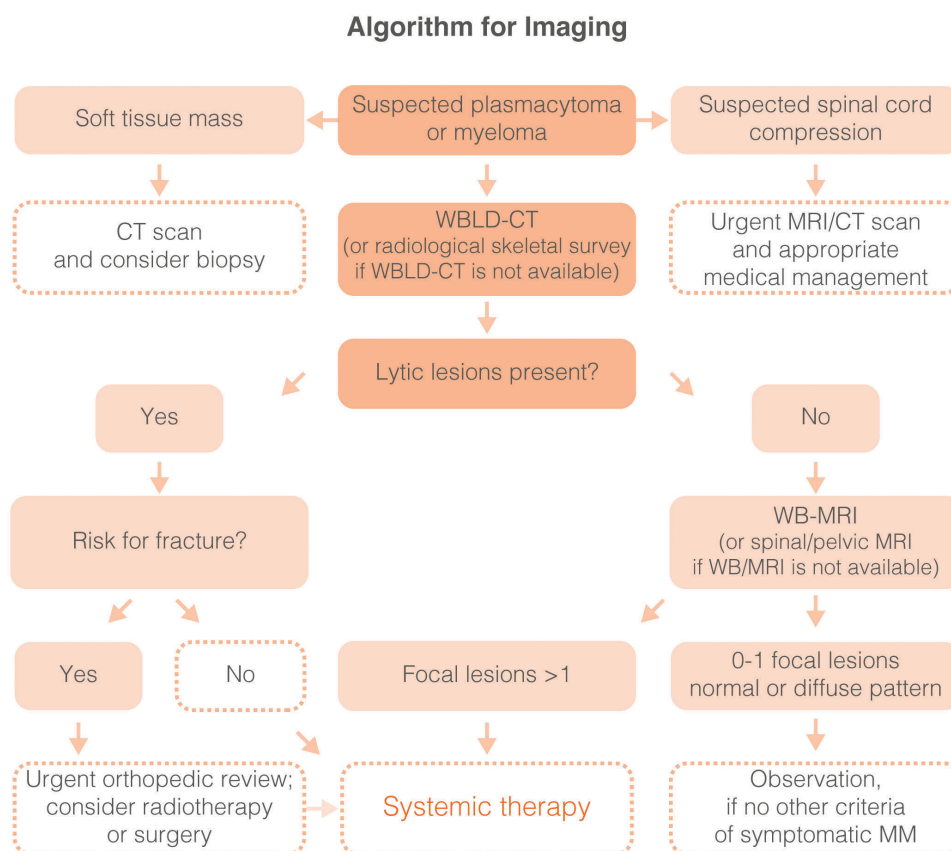 Algorithm for Imaging
Soft tissue mass
Suspected plasmacytoma
or myeloma
Suspected spinal cord
compression
CT scan
and consider biopsy
WBLD-CT
(or radiological skeletal survey
if WBLD-CT is not available)
Urgent MRI/CT scan
and appropriate
medical management
Lytic lesions present?
Yes
No
Risk for fracture?
WB-MRI
(or spinal/pelvic MRI
if WB/MRI is not available)
Yes
No
Focal lesions >1
0-1 focal lesions
normal or diffuse pattern
Urgent orthopedic review;
consider radiotherapy
or surgery
Systemic therapy
Observation,
if no other criteria
of symptomatic MM